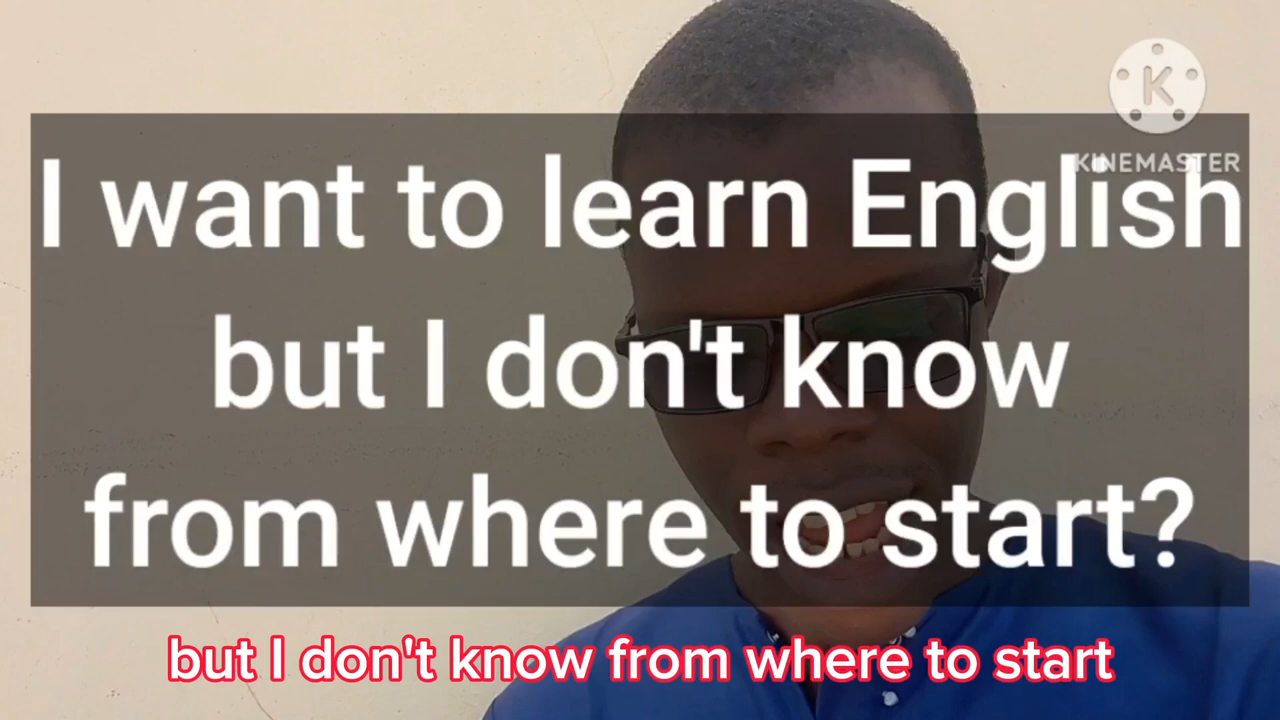 KINEMASTER
I want to learn English
but I don't know
from where to start?
but I don't know from where to start